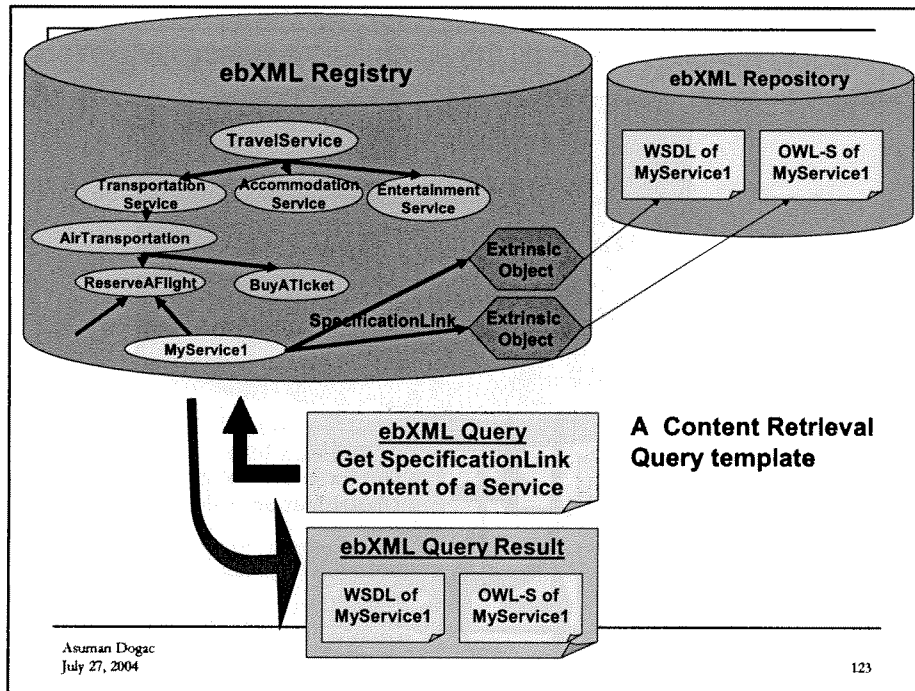 ebXML Registry
ebXML Repository
TravelService
WSDL of
MyService1
OWL-S of
MyService1
Transportation
Service
Accommodation
Service
Entertainment
Service
AirTransportation
ReserveAFlight
BuyATicket
Extrinsic
Object
SpecificationLink
Extrinsic
Object
MyService1
ebXML Query
Get SpecificationLink
Content of a Service
A Content Retrieval
Query template
ebXML Query Result
WSDL of
MyService1
OWL-S of
MyService1
Asuman Dogac
July 27, 2004
123